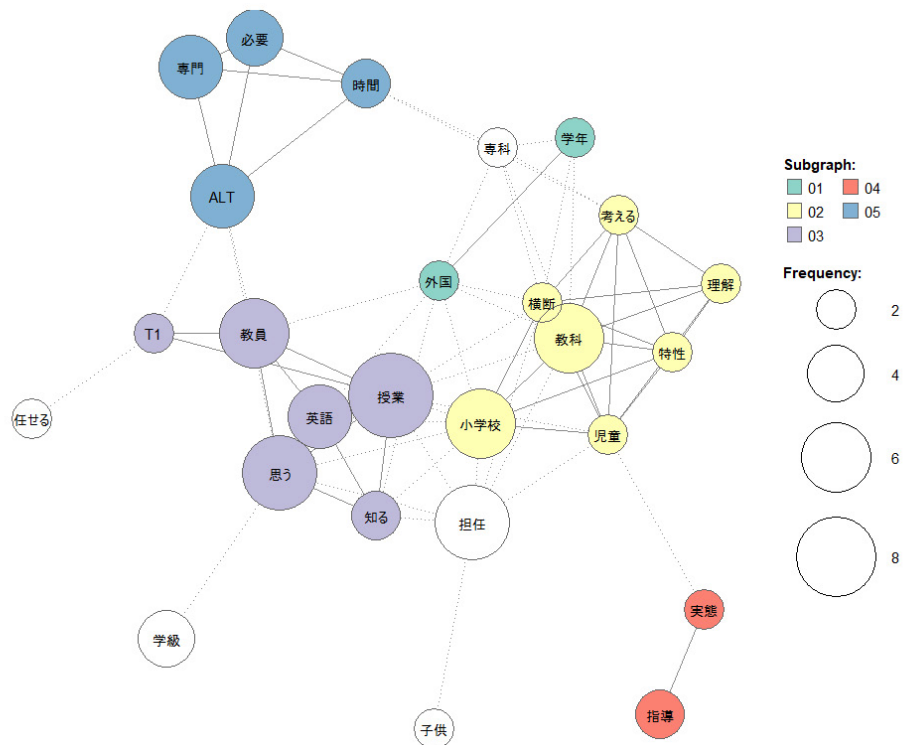 必要
専門
時間
学年
専科
Subgraph:
01
04
ALT
考える
02
05
03
外国
理解
Frequency:
横断
2
T1
教員
教科
特性
4
授業
任せる
英語
小学校
児童
6
思う
知る
担任
8
実態
学級
指導
子供